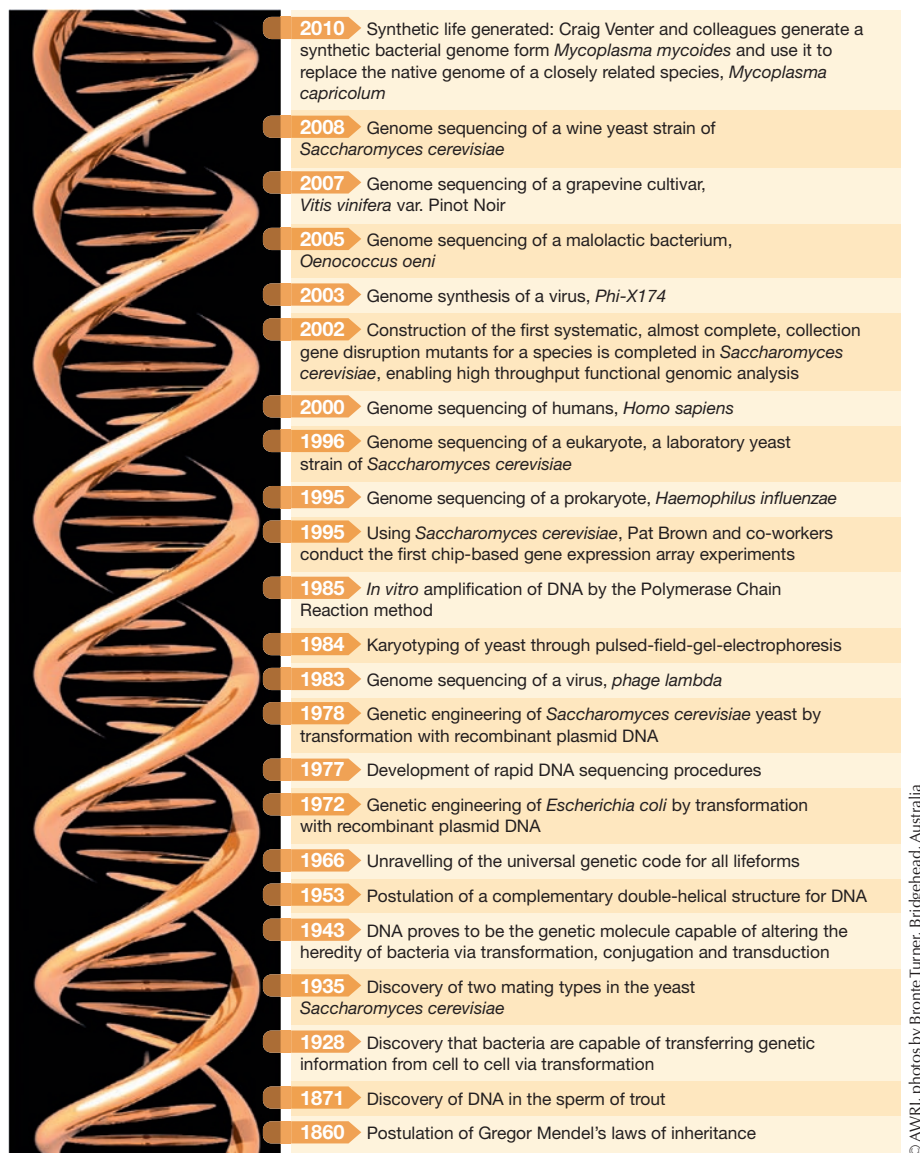 2010 Synthetic life generated: Craig Venter and colleagues generate a
synthetic bacterial genome form Mycoplasma mycoides and use it to
replace the native genome of a closely related species, Mycoplasma
capricolum
2008 Genome sequencing of a wine yeast strain of
Saccharomyces cerevisiae
2007 Genome sequencing of a grapevine cultivar,
Vitis vinifera var. Pinot Noir
2005 Genome sequencing of a malolactic bacterium,
Oenococcus oeni
2003 Genome synthesis of a virus, Phi-X174
2002 Construction of the first systematic, almost complete, collection
gene disruption mutants for a species is completed in Saccharomyces
cerevisiae, enabling high throughput functional genomic analysis
2000 Genome sequencing of humans, Homo sapiens
1996 Genome sequencing of a eukaryote, a laboratory yeast
strain of Saccharomyces cerevisiae
1995 Genome sequencing of a prokaryote, Haemophilus influenzae
1995 Using Saccharomyces cerevisiae, Pat Brown and co-workers
conduct the first chip-based gene expression array experiments
1985 In vitro amplification of DNA by the Polymerase Chain
Reaction method
1984 Karyotyping of yeast through pulsed-field-gel-electrophoresis
1983 Genome sequencing of a virus, phage lambda
1978 Genetic engineering of Saccharomyces cerevisiae yeast by
transformation with recombinant plasmid DNA
1977 Development of rapid DNA sequencing procedures
1972 Genetic engineering of Escherichia coli by transformation
with recombinant plasmid DNA
1966 Unravelling of the universal genetic code for all lifeforms
1953 Postulation of a complementary double-helical structure for DNA
1943 DNA proves to be the genetic molecule capable of altering the
heredity of bacteria via transformation, conjugation and transduction
1935 Discovery of two mating types in the yeast
Saccharomyces cerevisiae
1928 Discovery that bacteria are capable of transferring genetic
information from cell to cell via transformation
1871 Discovery of DNA in the sperm of trout
1860 Postulation of Gregor Mendel's laws of inheritance
© AWRI, photos by Bronte Turner, Bridgehead, Australia